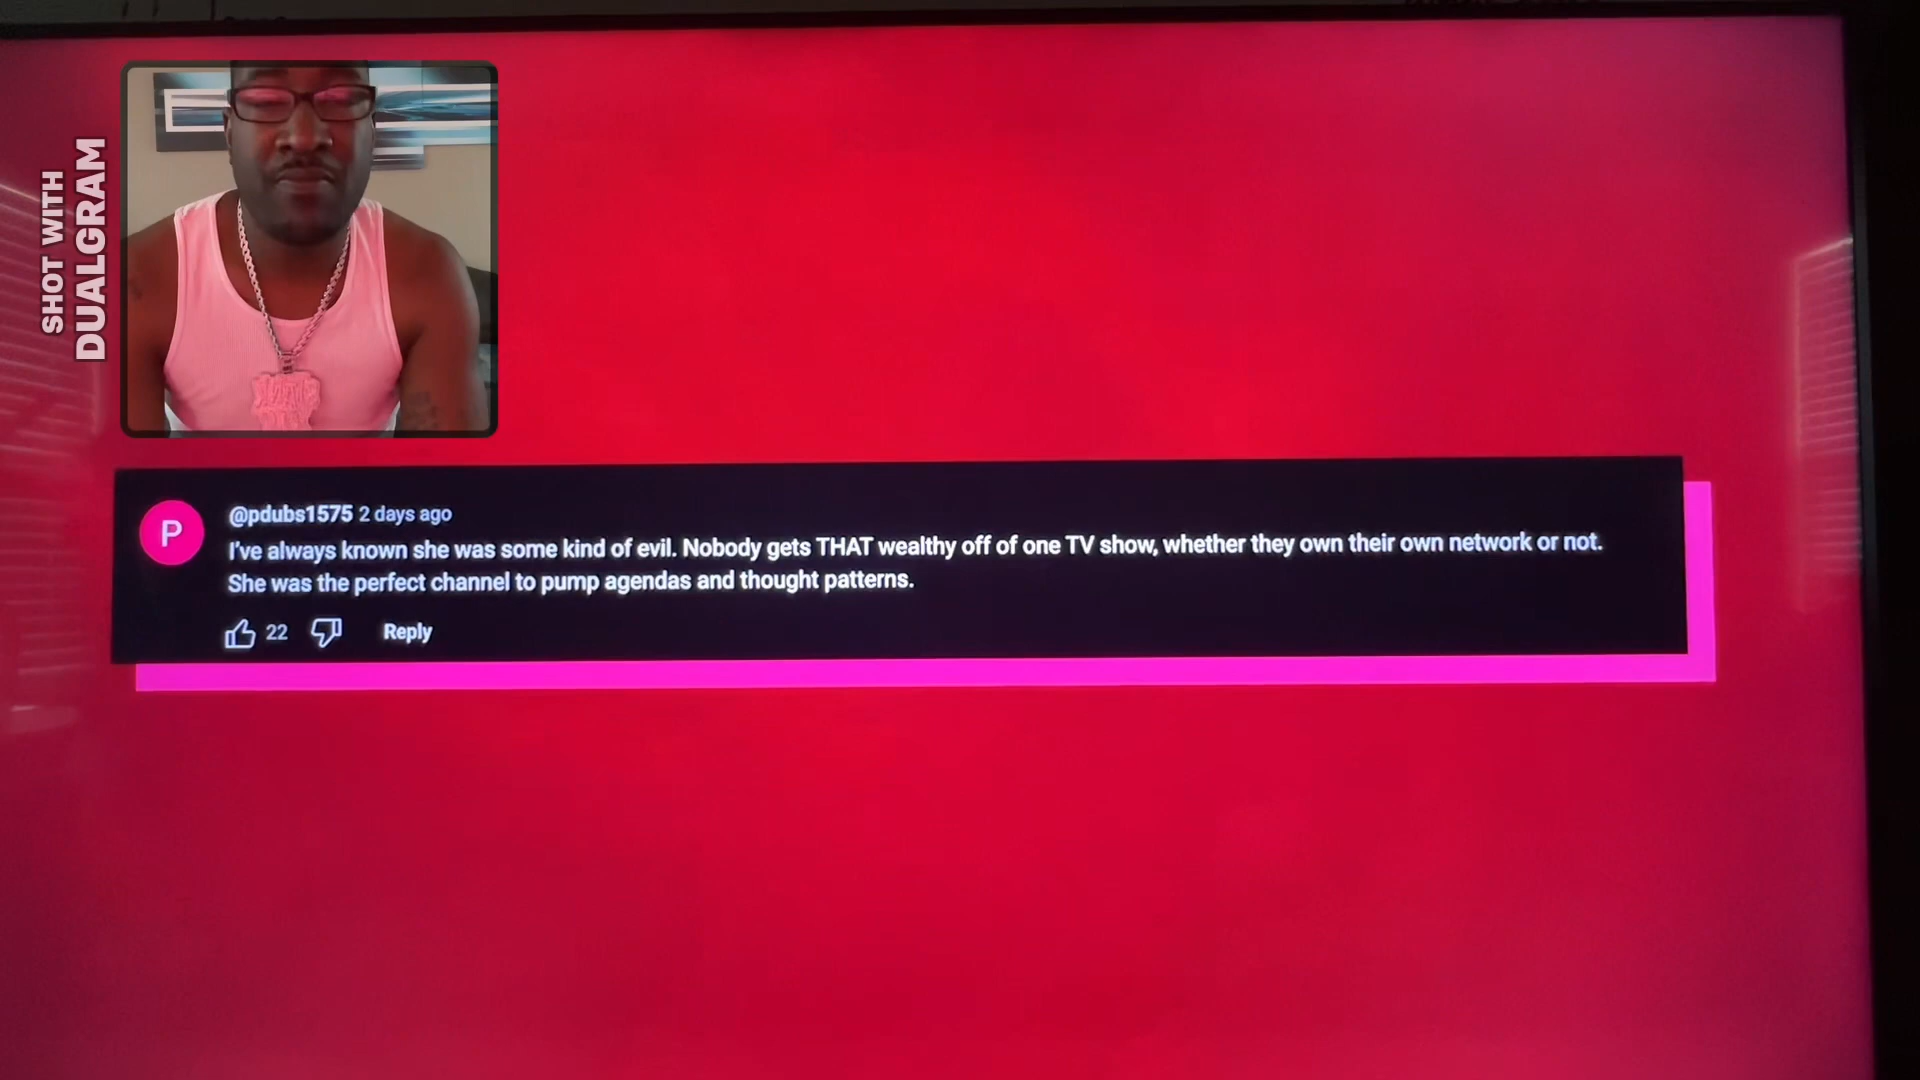 SHOT WITH
DUALGRAM
P
@pdubs1575 2 days ago
I've always known she was some kind of evil. Nobody gets THAT wealthy off of one TV show, whether they own their own network or not.
She was the perfect channel to pump agendas and thought patterns.
22 Reply